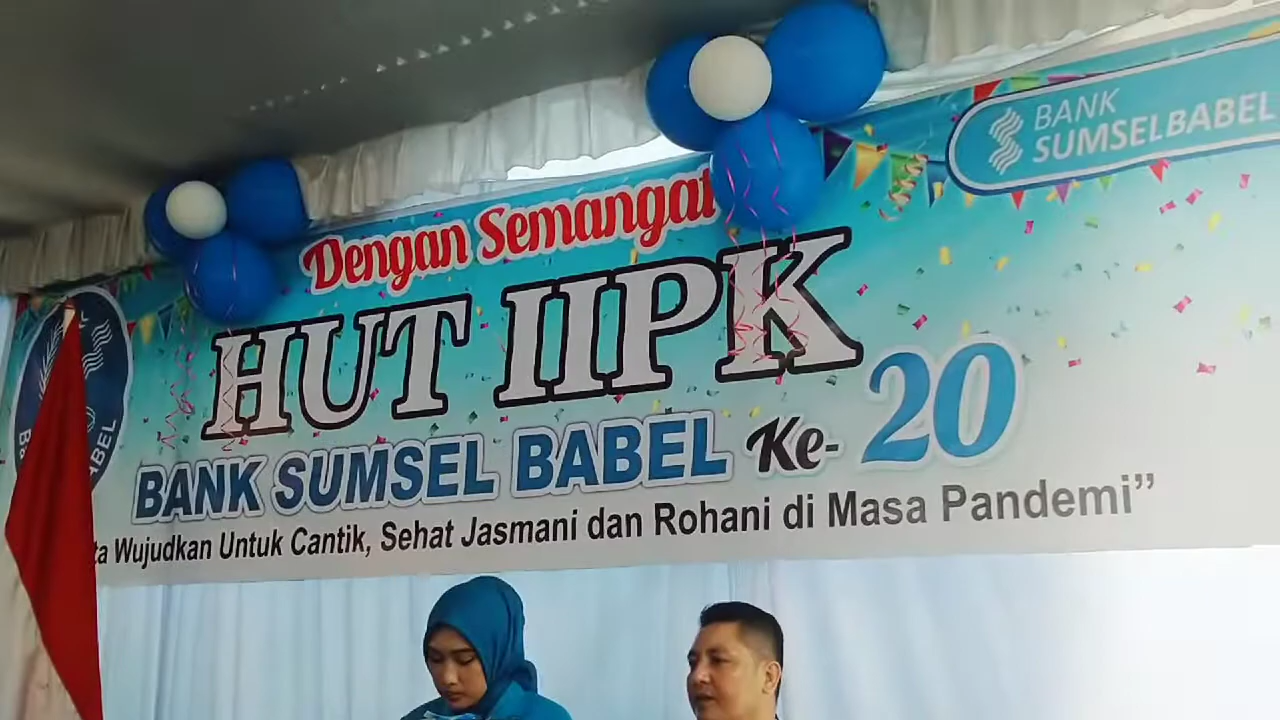 BANK
SUMSELBABEL
Dengan Semangat
HUT IIPK
BANK SUMSEL BABEL Ke- 20
Wujudkan Untuk Cantik, Sehat Jasmani dan Rohani di Masa Pandemi”